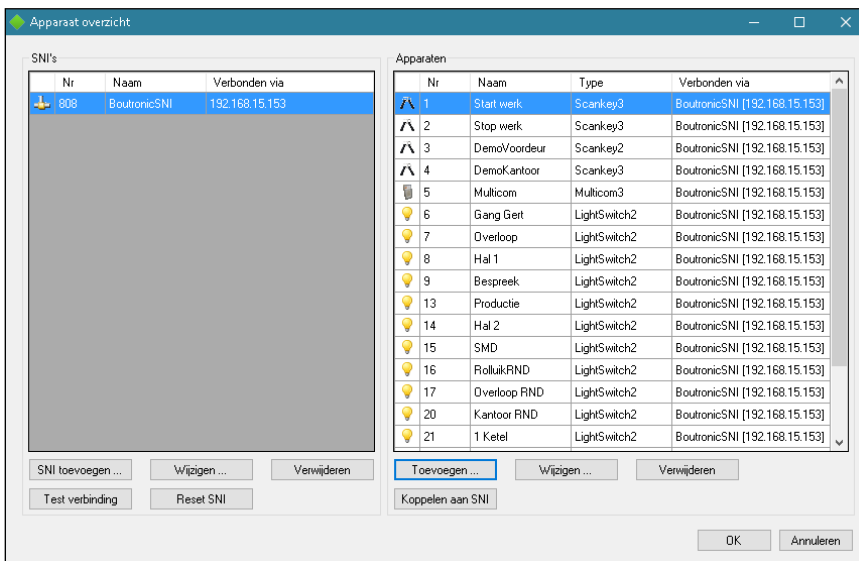 Apparaat overzicht
SNI's
Nr Naam Verbonden via
808 BoutronicSNI 192.168.15.153
SNI toevoegen ... Wijzigen ... Verwijderen
Test verbinding Reset SNI
Apparaten
Nr Naam Type Verbonden via
1 Start werk Scankey3 BoutronicSNI [192.168.15.153]
2 Stop werk Scankey3 BoutronicSNI [192.168.15.153]
3 DemoVoordeur Scankey2 BoutronicSNI [192.168.15.153]
4 DemoKantoor Scankey3 BoutronicSNI [192.168.15.153]
5 Multicom Multicom3 BoutronicSNI [192.168.15.153]
6 Gang Gert LightSwitch2 BoutronicSNI [192.168.15.153]
7 Overloop LightSwitch2 BoutronicSNI [192.168.15.153]
8 Hal 1 LightSwitch2 BoutronicSNI [192.168.15.153]
9 Bespreek LightSwitch2 BoutronicSNI [192.168.15.153]
13 Productie LightSwitch2 BoutronicSNI [192.168.15.153]
14 Hal 2 LightSwitch2 BoutronicSNI [192.168.15.153]
15 SMD LightSwitch2 BoutronicSNI [192.168.15.153]
16 RolluikRND LightSwitch2 BoutronicSNI [192.168.15.153]
17 Overloop RND LightSwitch2 BoutronicSNI [192.168.15.153]
20 Kantoor RND LightSwitch2 BoutronicSNI [192.168.15.153]
21 1 Ketel LightSwitch2 BoutronicSNI [192.168.15.153]
Toevoegen ... Wijzigen ... Verwijderen
Koppelen aan SNI
OK Annuleren